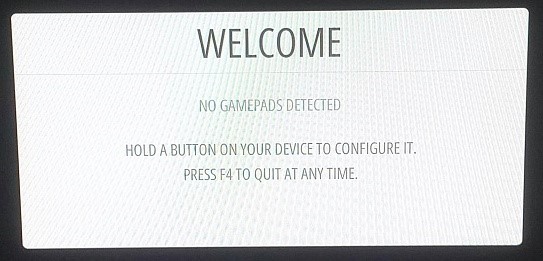 WELCOME
NO GAMEPADS DETECTED
HOLD A BUTTON ON YOUR DEVICE TO CONFIGURE IT.
PRESS F4 TO QUIT AT ANY TIME.